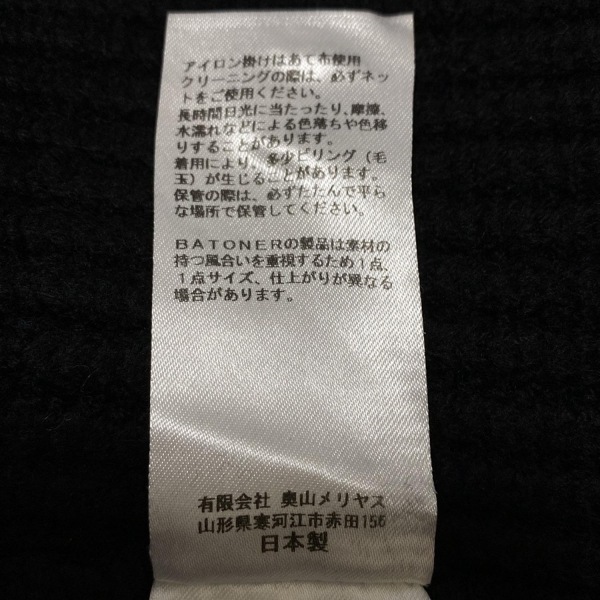 アイロン掛けはあて布使用
クリーニングの際は、必ずネッ
トをご使用ください。
長時間日光に当たったり、摩擦、
水濡れなどによる色落ちや色移
りすることがあります。
着用により、多少ピリング（毛
玉）が生じることがあります。
保管の際は、必ずたたんで平ら
な場所で保管してください。
BATONERの製品は素材の
持つ風合いを重視するため1点、
1点サイズ、仕上がりが異なる
場合があります。
有限会社 奥山メリヤス
山形県寒河江市赤田156
日本製